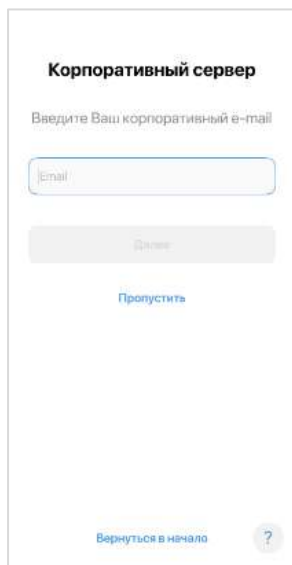 Корпоративный сервер
Введите Ваш корпоративный e-mail
Email
Далее
Пропустить
Вернуться в начало
?